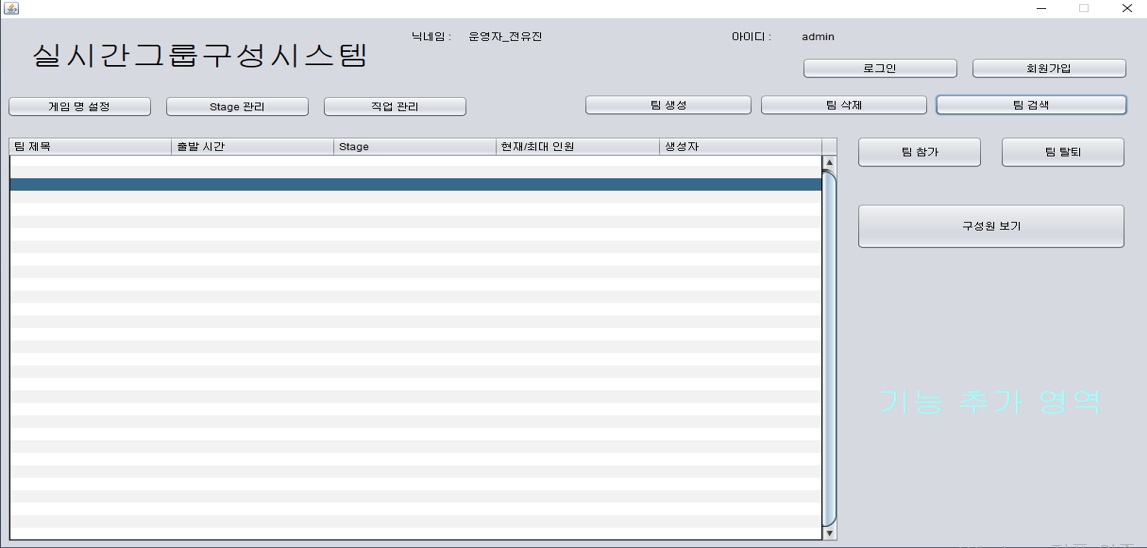 닉네임 : 운영자_전유진 아이디 : admin
실시간그룹구성시스템
로그인 회원가입
게임 명 설정 Stage 관리 직업 관리 팀 생성 팀 삭제 팀 검색
팀 제목 출발 시간 Stage 현재/최대 인원 생성자
팀 참가 팀 탈퇴
구성원 보기
기능 추가 영역